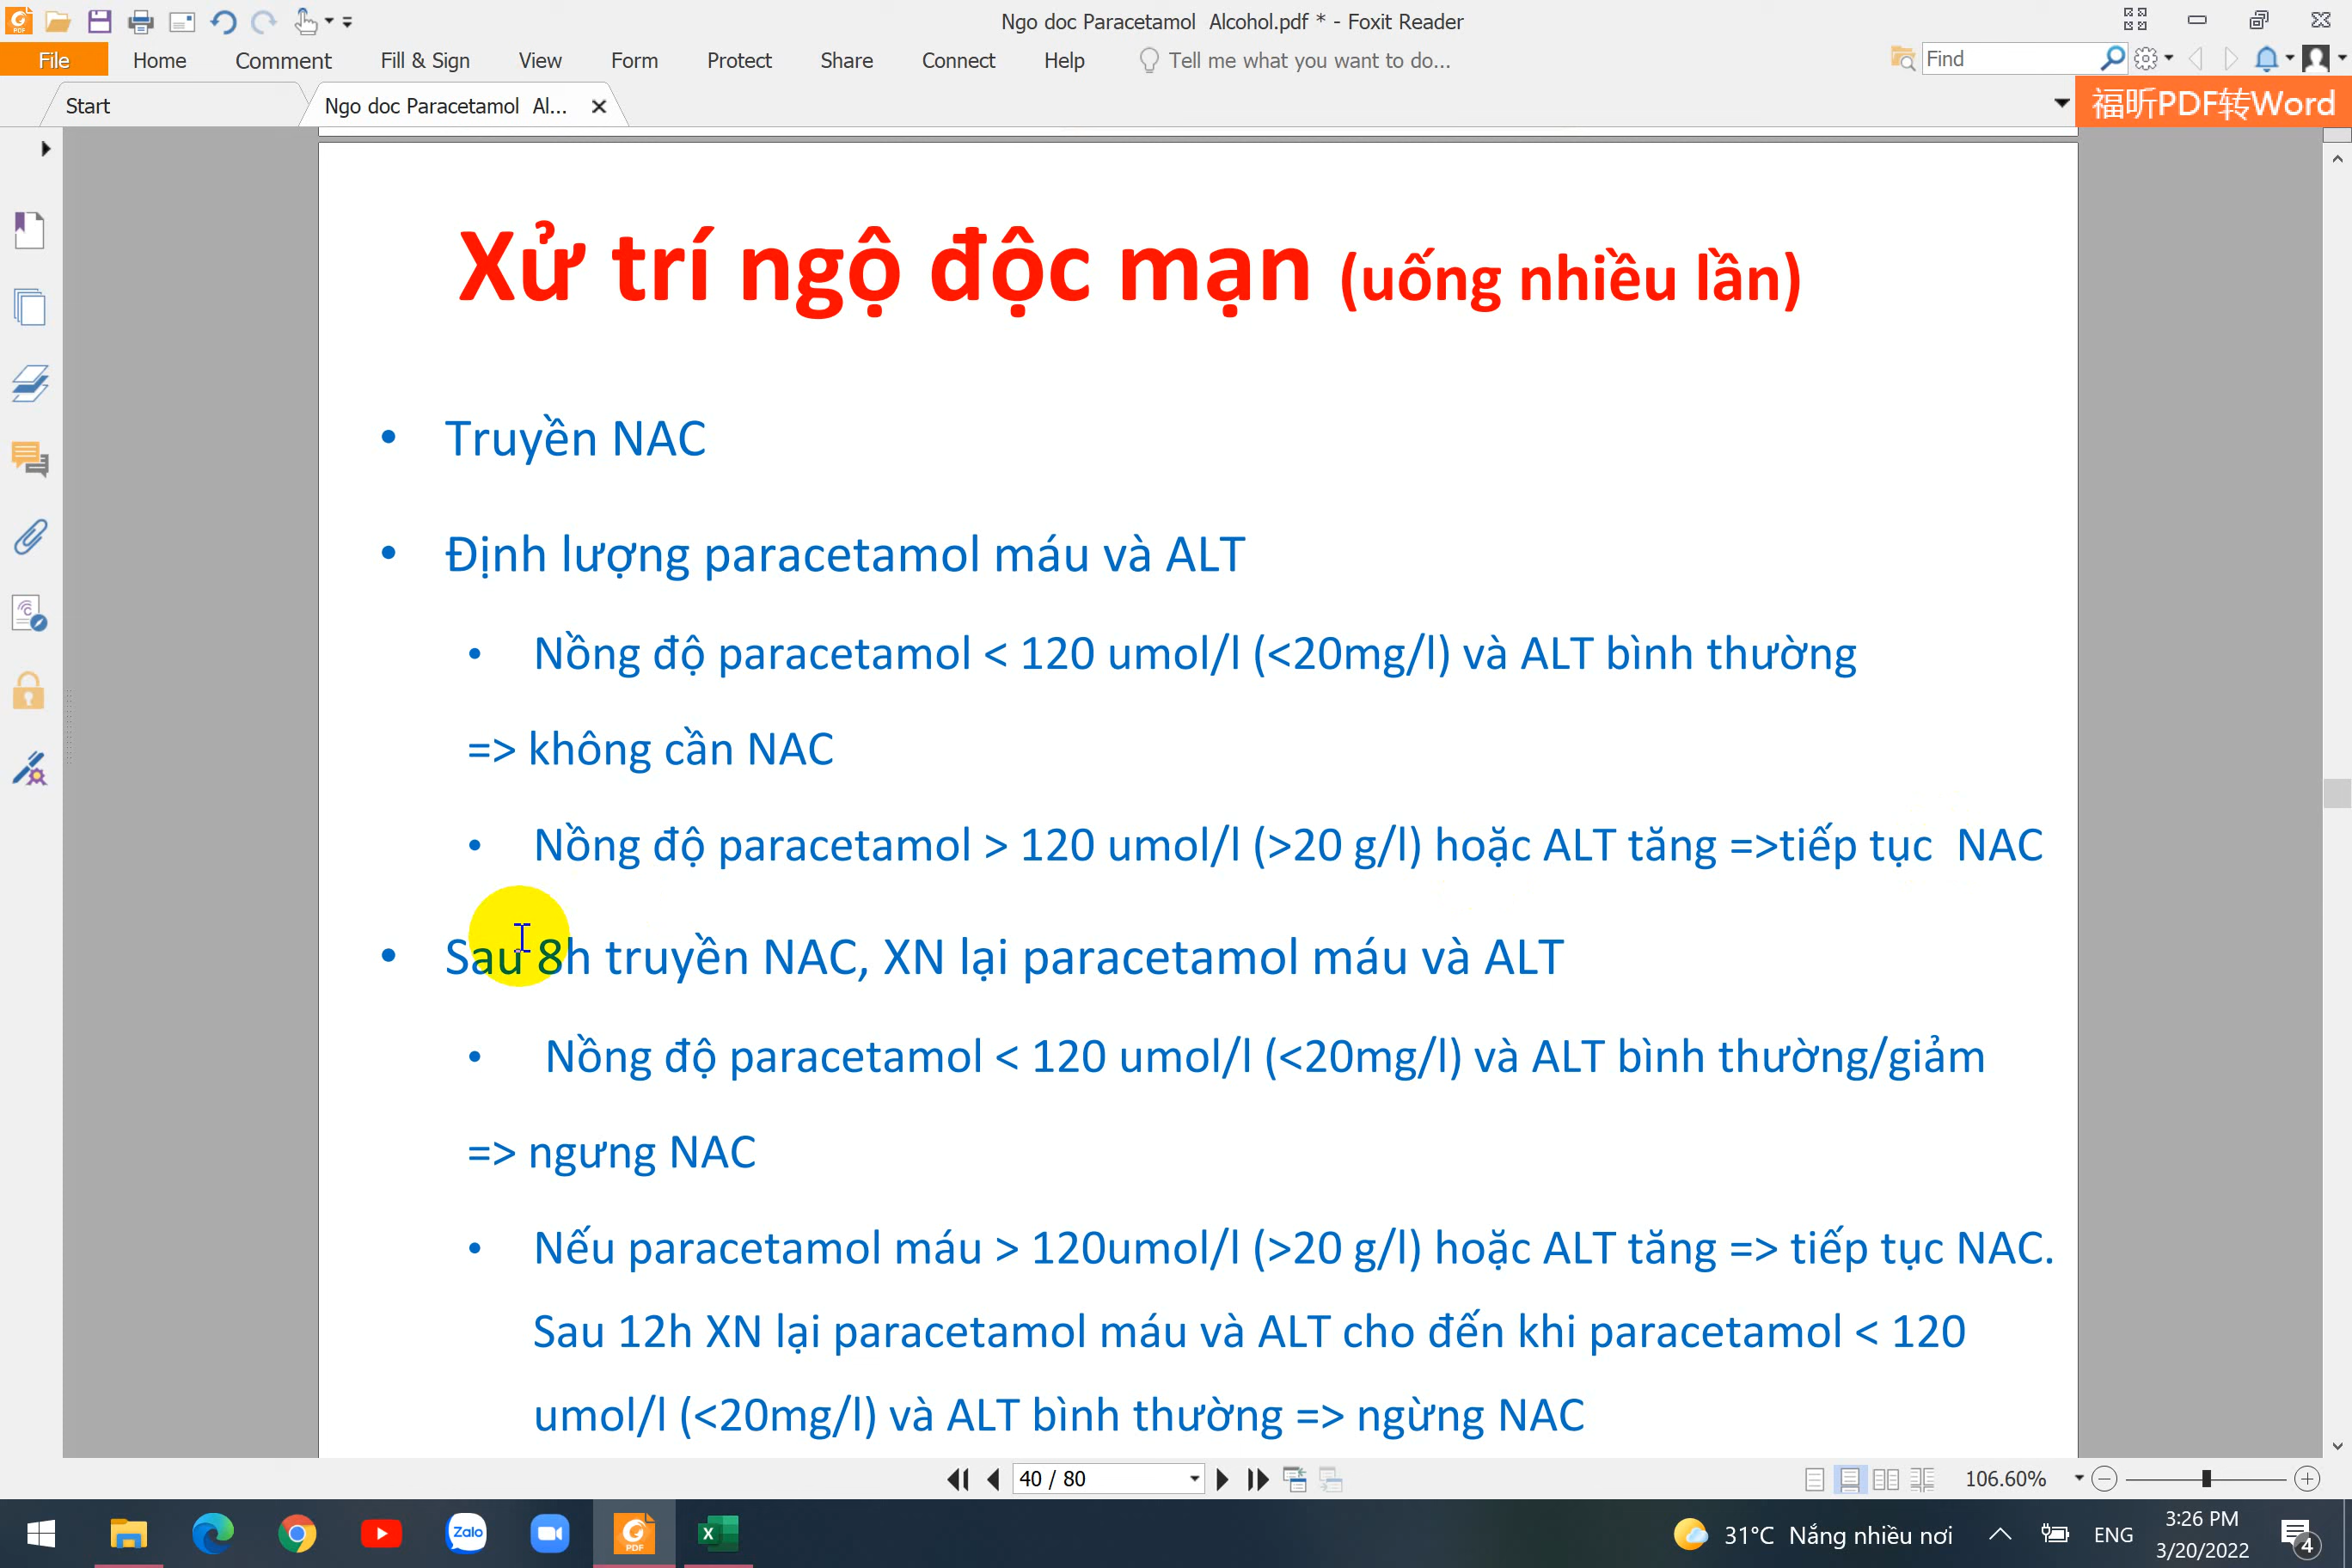 Ngo doc Paracetamol  Alcohol.pdf * - Foxit Reader
File Home Comment Fill & Sign View Form Protect Share Connect Help Tell me what you want to do... Find
Start Ngo doc Paracetamol  Al... 福昕PDF转Word
Xử trí ngộ độc mạn (uống nhiều lần)
• Truyền NAC
• Định lượng paracetamol máu và ALT
• Nồng độ paracetamol < 120 umol/l (<20mg/l) và ALT bình thường
=> không cần NAC
• Nồng độ paracetamol > 120 umol/l (>20 g/l) hoặc ALT tăng =>tiếp tục  NAC
• Sau 8h truyền NAC, XN lại paracetamol máu và ALT
• Nồng độ paracetamol < 120 umol/l (<20mg/l) và ALT bình thường/giảm
=> ngưng NAC
• Nếu paracetamol máu > 120umol/l (>20 g/l) hoặc ALT tăng => tiếp tục NAC.
Sau 12h XN lại paracetamol máu và ALT cho đến khi paracetamol < 120
umol/l (<20mg/l) và ALT bình thường => ngừng NAC
40 / 80 106.60%
Zalo PDF X 31°C Nắng nhiều nơi ENG 3:26 PM
3/20/2022 4